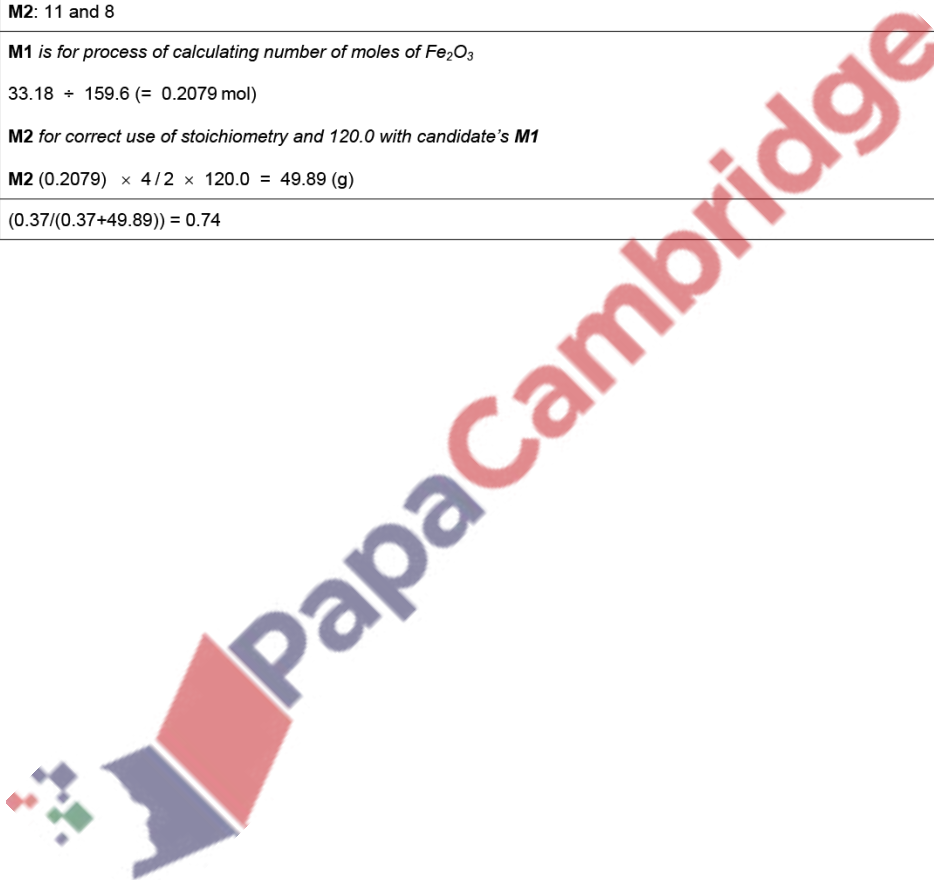 M2: 11 and 8
M1 is for process of calculating number of moles of Fe₂O₃
33.18 ÷ 159.6 (= 0.2079 mol)
M2 for correct use of stoichiometry and 120.0 with candidate's M1
M2 (0.2079) × 4 / 2 × 120.0 = 49.89 (g)
(0.37/(0.37+49.89)) = 0.74
PapaCambridge